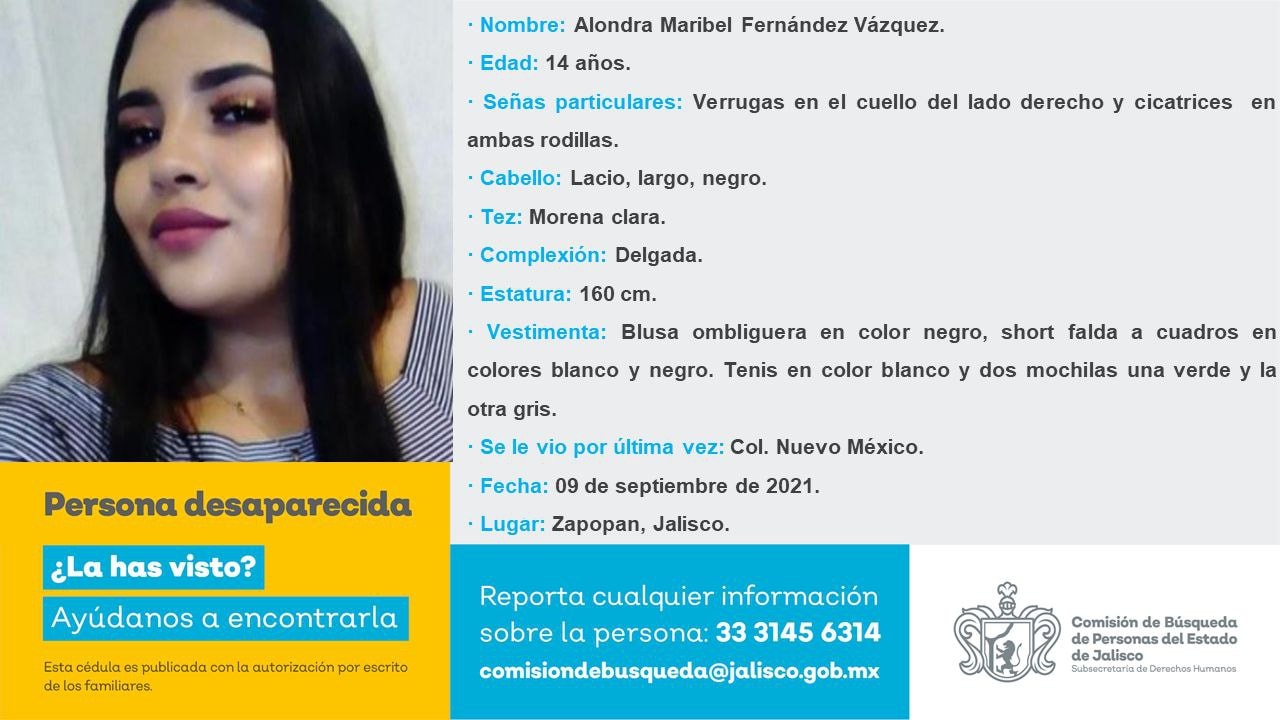 · Nombre: Alondra Maribel Fernández Vázquez.
· Edad: 14 años.
· Señas particulares: Verrugas en el cuello del lado derecho y cicatrices en
ambas rodillas.
· Cabello: Lacio, largo, negro.
· Tez: Morena clara.
· Complexión: Delgada.
· Estatura: 160 cm.
· Vestimenta: Blusa ombliguera en color negro, short falda a cuadros en
colores blanco y negro. Tenis en color blanco y dos mochilas una verde y la
otra gris.
· Se le vio por última vez: Col. Nuevo México.
· Fecha: 09 de septiembre de 2021.
· Lugar: Zapopan, Jalisco.
Persona desaparecida
¿La has visto?
Ayúdanos a encontrarla
Esta cédula es publicada con la autorización por escrito
de los familiares.
Reporta cualquier información
sobre la persona: 33 3145 6314
comisiondebusqueda@jalisco.gob.mx
Comisión de Búsqueda
de Personas del Estado
de Jalisco
Subsecretaría de Derechos Humanos